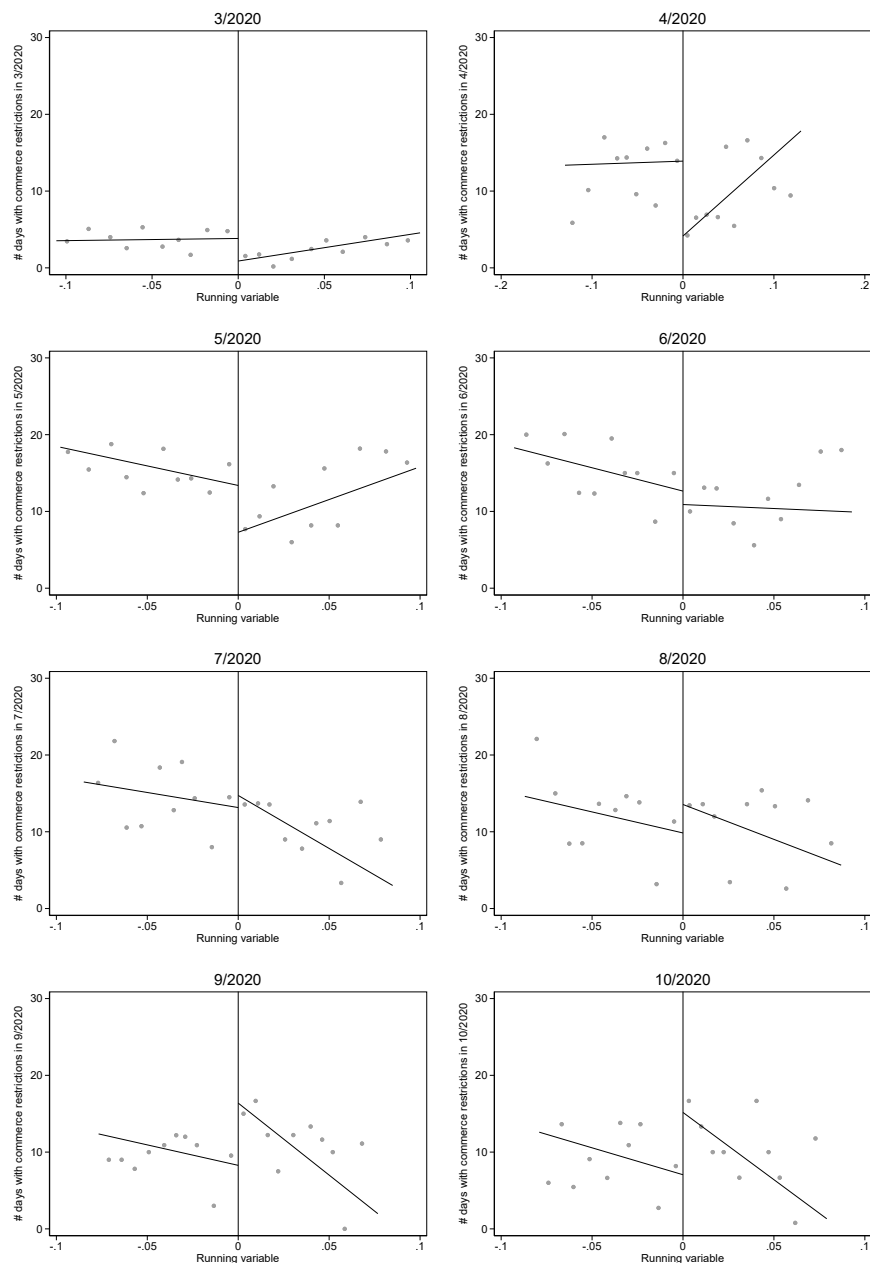 3/2020
# days with commerce restrictions in 3/2020
30
20
10
0
-.1 -.05 0 .05 .1
Running variable
4/2020
# days with commerce restrictions in 4/2020
30
20
10
0
-.2 -.1 0 .1 .2
Running variable
5/2020
# days with commerce restrictions in 5/2020
30
20
10
0
-.1 -.05 0 .05 .1
Running variable
6/2020
# days with commerce restrictions in 6/2020
30
20
10
0
-.1 -.05 0 .05 .1
Running variable
7/2020
# days with commerce restrictions in 7/2020
30
20
10
0
-.1 -.05 0 .05 .1
Running variable
8/2020
# days with commerce restrictions in 8/2020
30
20
10
0
-.1 -.05 0 .05 .1
Running variable
9/2020
# days with commerce restrictions in 9/2020
30
20
10
0
-.1 -.05 0 .05 .1
Running variable
10/2020
# days with commerce restrictions in 10/2020
30
20
10
0
-.1 -.05 0 .05 .1
Running variable